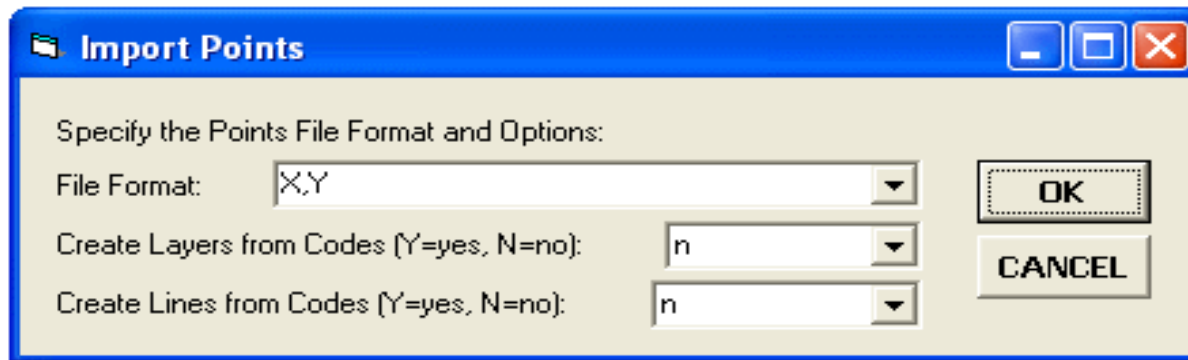 Import Points
Specify the Points File Format and Options:
File Format: X,Y
OK
Create Layers from Codes (Y=yes, N=no): n
CANCEL
Create Lines from Codes (Y=yes, N=no): n